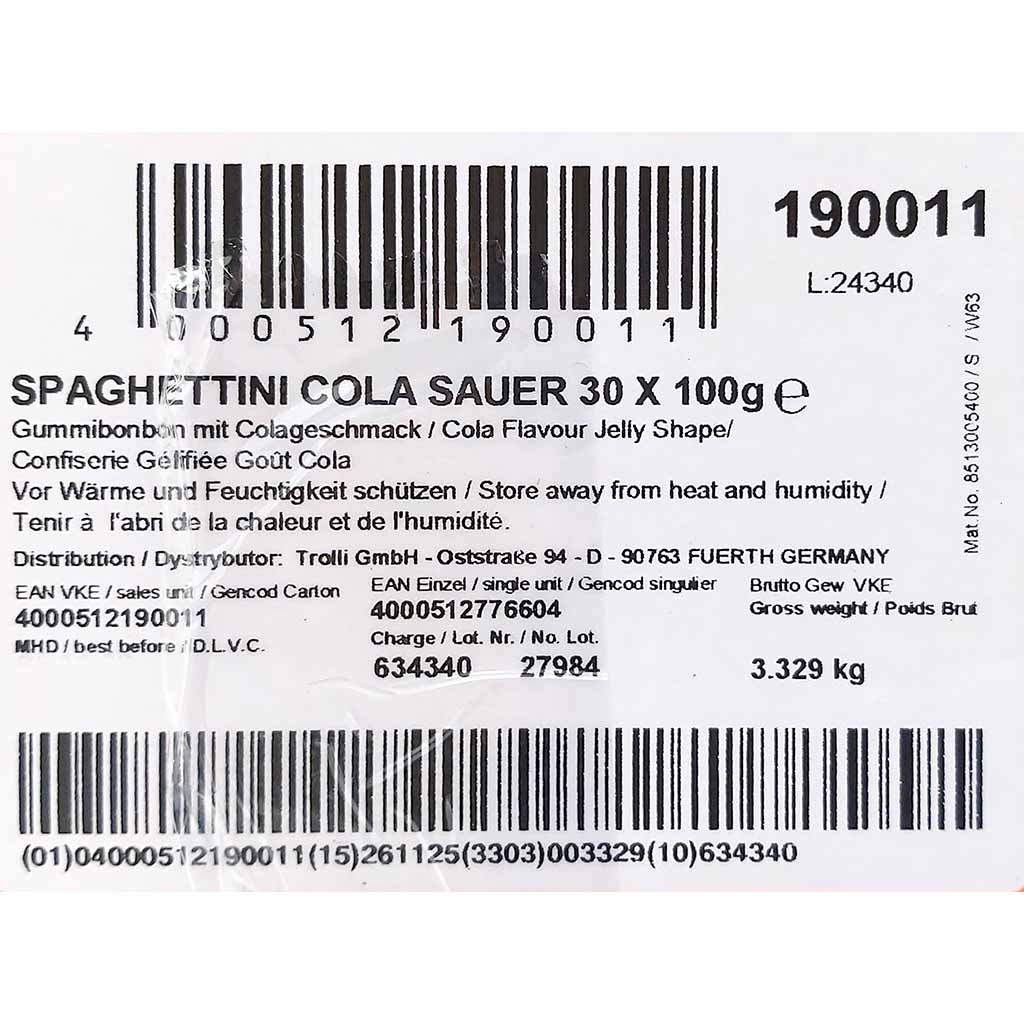 190011
L:24340
4 000512 190011
SPAGHETTINI COLA SAUER 30 X 100g ℮
Gummibonbon mit Colageschmack / Cola Flavour Jelly Shape/
Confiserie Gélifiée Goût Cola
Vor Wärme und Feuchtigkeit schützen / Store away from heat and humidity /
Tenir à l'abri de la chaleur et de l'humidité.
Mat.No. 8513005400 / S / W63
Distribution / Dystrybutor: Trolli GmbH - Oststraße 94 - D - 90763 FUERTH GERMANY
EAN VKE / sales unit / Gencod Carton
4000512190011
MHD / best before / D.L.V.C.
EAN Einzel / single unit / Gencod singulier
4000512776604
Charge / Lot. Nr. / No. Lot.
634340 27984
Brutto Gew VKE
Gross weight / Poids Brut
3.329 kg
(01)04000512190011(15)261125(3303)003329(10)634340